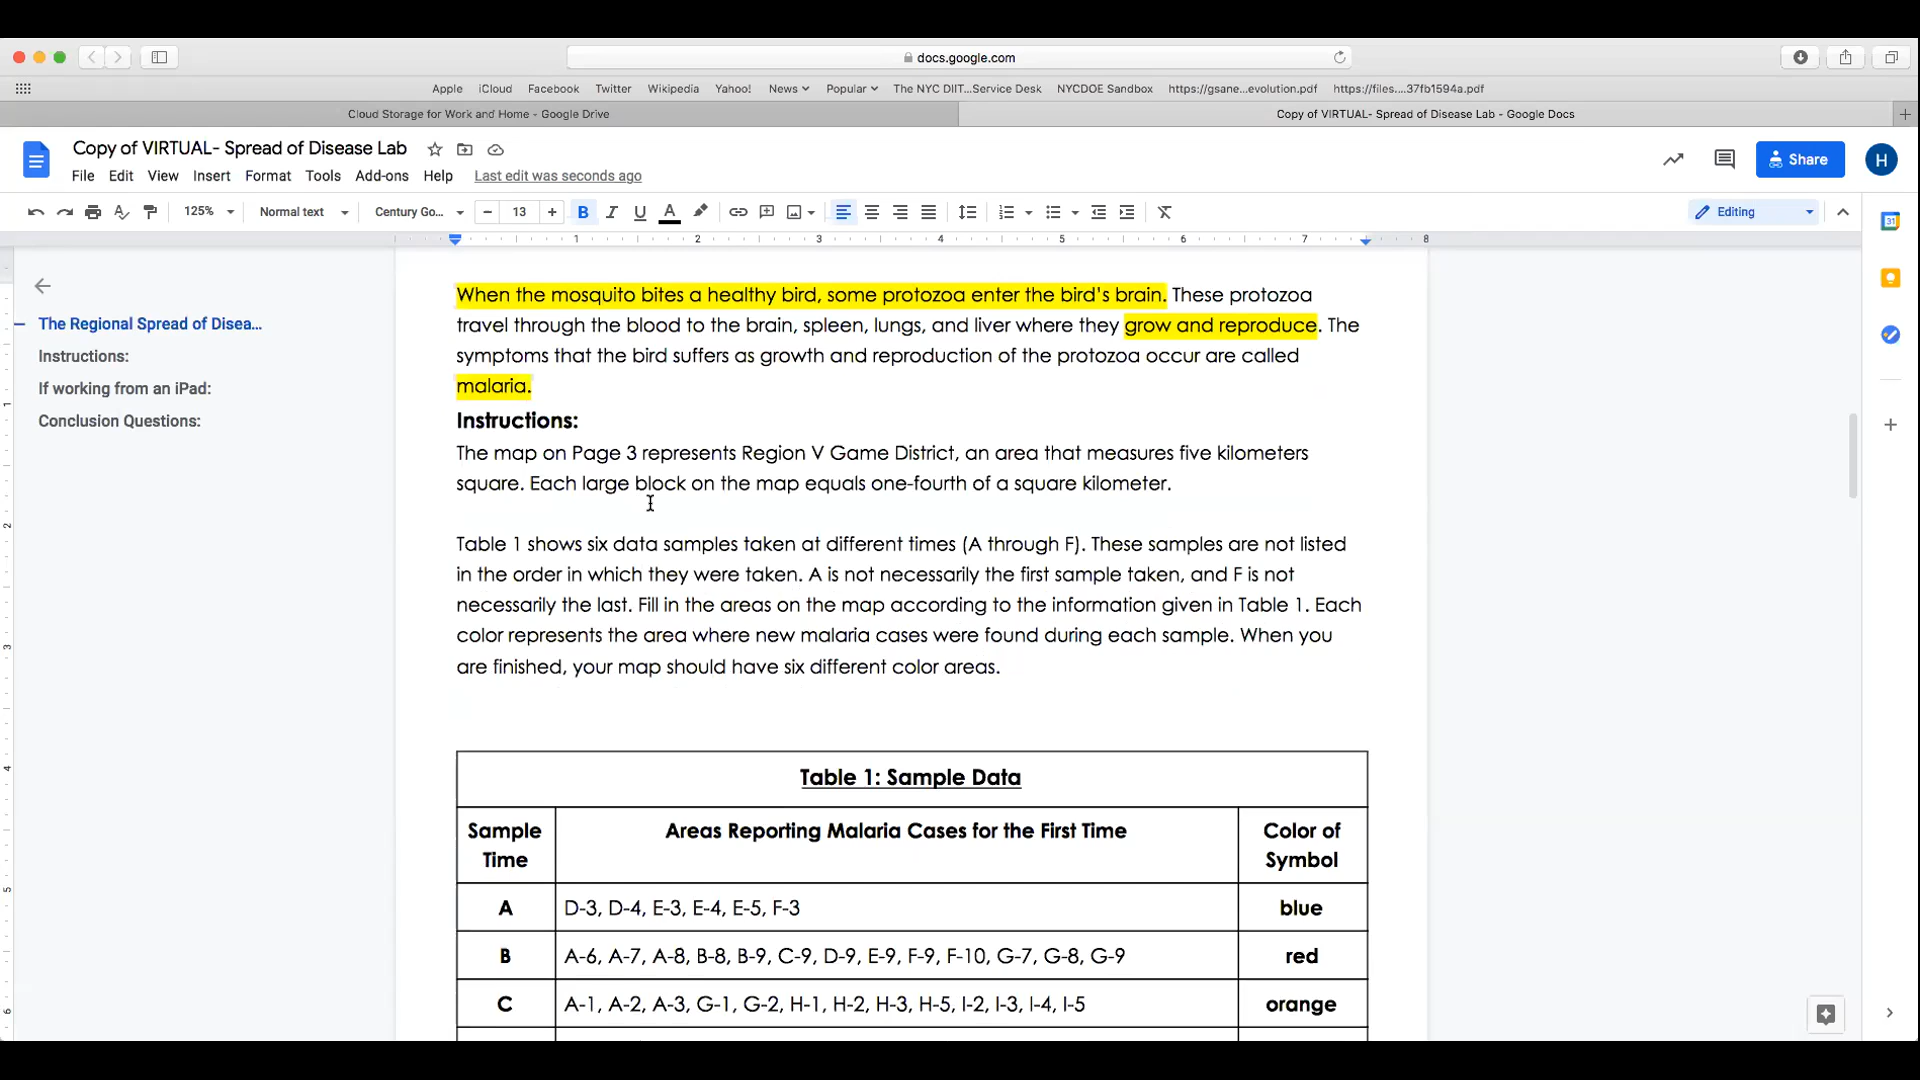 docs.google.com
Apple iCloud Facebook Twitter Wikipedia Yahoo! News Popular The NYC DIIT...Service Desk NYCDOE Sandbox https://gsane...evolution.pdf https://files....37fb1594a.pdf
Cloud Storage for Work and Home - Google Drive Copy of VIRTUAL- Spread of Disease Lab - Google Docs
Copy of VIRTUAL- Spread of Disease Lab
Share
H
File Edit View Insert Format Tools Add-ons Help Last edit was seconds ago
125% Normal text Century Go... 13 B I U A Editing
1 2 3 4 5 6 7 8
The Regional Spread of Disea...
Instructions:
If working from an iPad:
Conclusion Questions:
When the mosquito bites a healthy bird, some protozoa enter the bird's brain. These protozoa
travel through the blood to the brain, spleen, lungs, and liver where they grow and reproduce. The
symptoms that the bird suffers as growth and reproduction of the protozoa occur are called
malaria.
Instructions:
The map on Page 3 represents Region V Game District, an area that measures five kilometers
square. Each large block on the map equals one-fourth of a square kilometer.
Table 1 shows six data samples taken at different times (A through F). These samples are not listed
in the order in which they were taken. A is not necessarily the first sample taken, and F is not
necessarily the last. Fill in the areas on the map according to the information given in Table 1. Each
color represents the area where new malaria cases were found during each sample. When you
are finished, your map should have six different color areas.
Table 1: Sample Data
Sample Time Areas Reporting Malaria Cases for the First Time Color of Symbol
A D-3, D-4, E-3, E-4, E-5, F-3 blue
B A-6, A-7, A-8, B-8, B-9, C-9, D-9, E-9, F-9, F-10, G-7, G-8, G-9 red
C A-1, A-2, A-3, G-1, G-2, H-1, H-2, H-3, H-5, I-2, I-3, I-4, I-5 orange
1
2
3
4
5
6
31